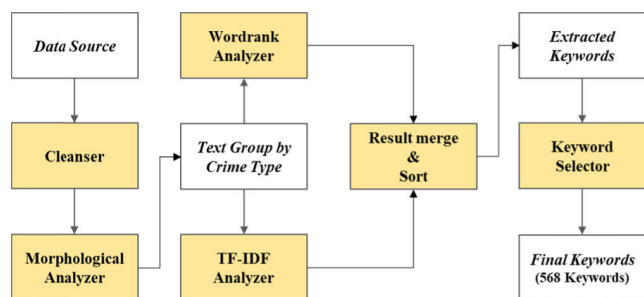 Data Source
Cleanser
Morphological
Analyzer
Wordrank
Analyzer
Text Group by
Crime Type
TF-IDF
Analyzer
Result merge
&
Sort
Extracted
Keywords
Keyword
Selector
Final Keywords
(568 Keywords)